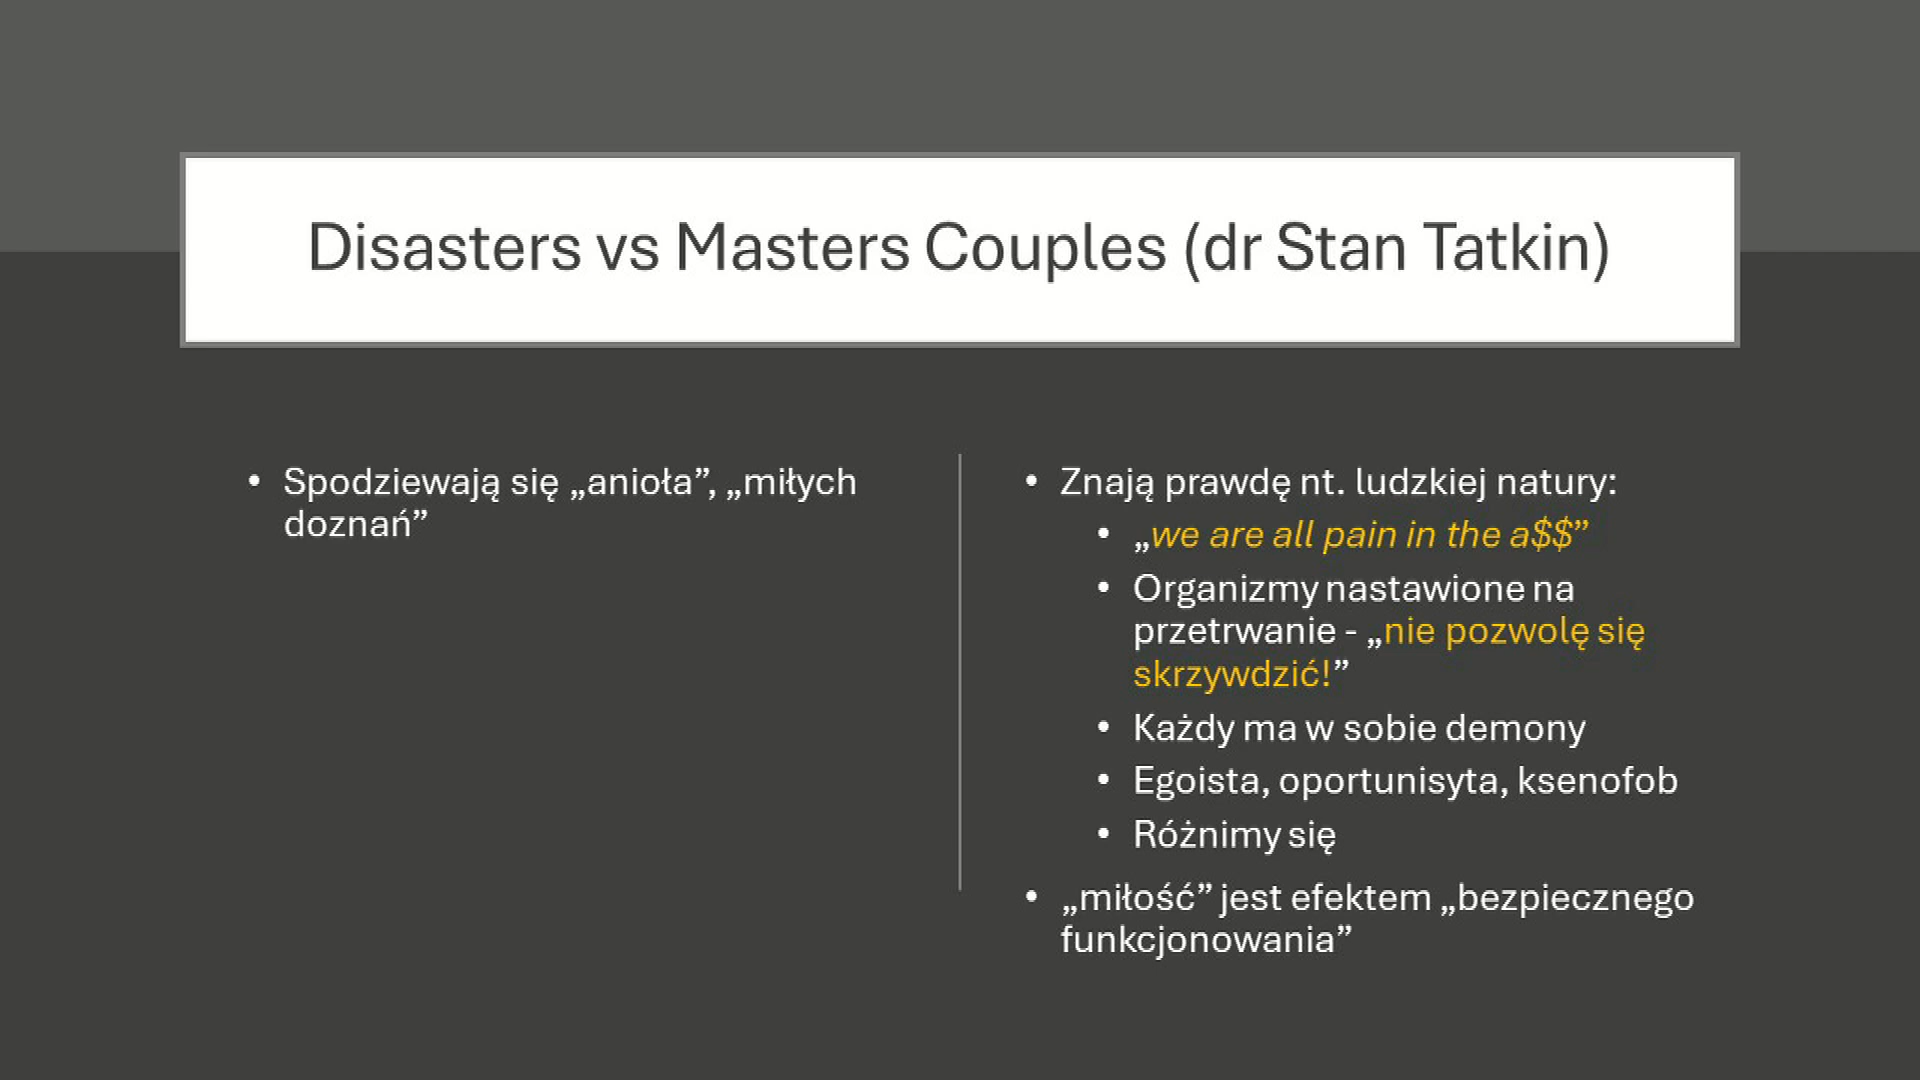 Disasters vs Masters Couples (dr Stan Tatkin)
• Spodziewają się „anioła”, „miłych
doznań”
• Znają prawdę nt. ludzkiej natury:
• „we are all pain in the a$$”
• Organizmy nastawione na
przetrwanie - „nie pozwolę się
skrzywdzić!”
• Każdy ma w sobie demony
• Egoista, oportunisyta, ksenofob
• Różnimy się
• „miłość” jest efektem „bezpiecznego
funkcjonowania”